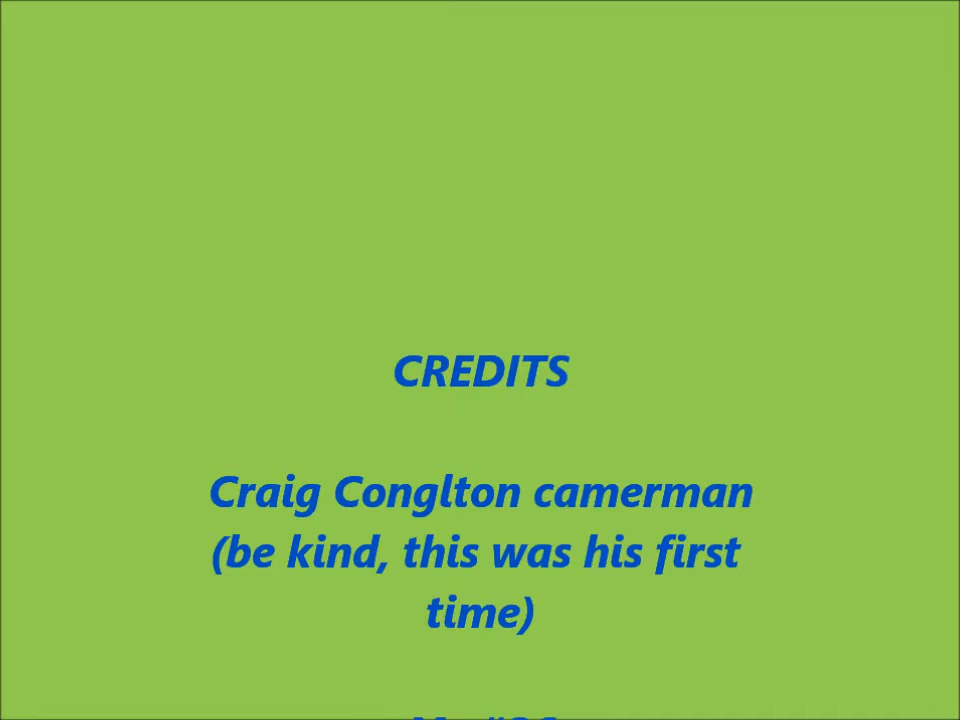 CREDITS
Craig Conglton camerman
(be kind, this was his first
time)